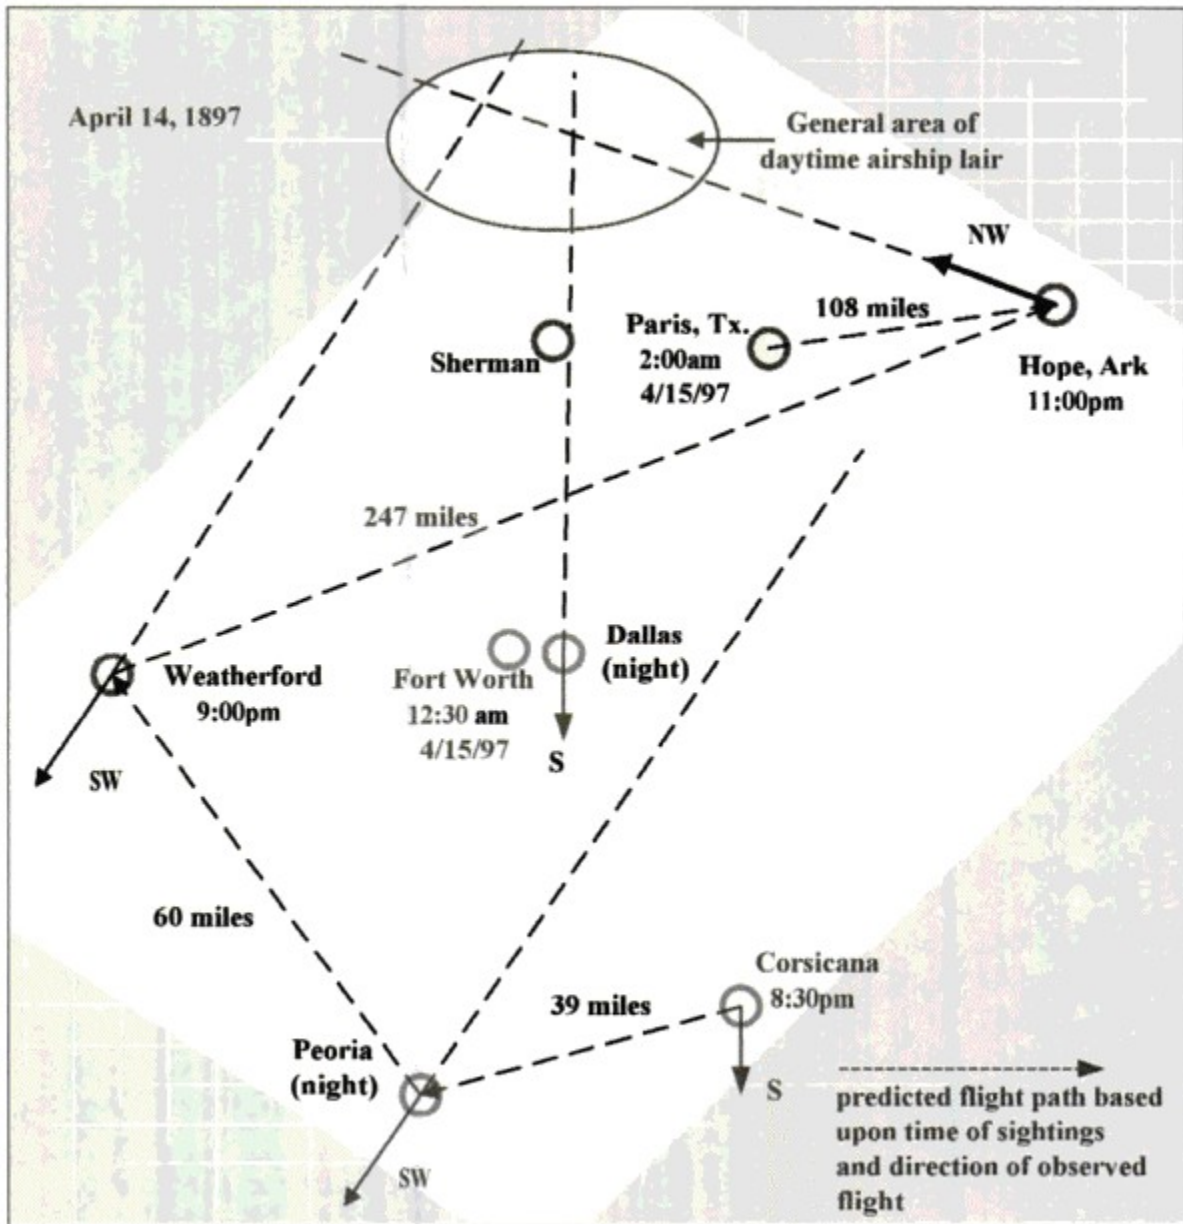 April 14, 1897
General area of
daytime airship lair
NW
108 miles
Paris, Tx.
2:00am
4/15/97
Sherman
Hope, Ark
11:00pm
247 miles
Weatherford
9:00pm
SW
Fort Worth
12:30 am
4/15/97
Dallas
(night)
S
60 miles
Corsicana
8:30pm
39 miles
Peoria
(night)
S
SW
predicted flight path based
upon time of sightings
and direction of observed
flight